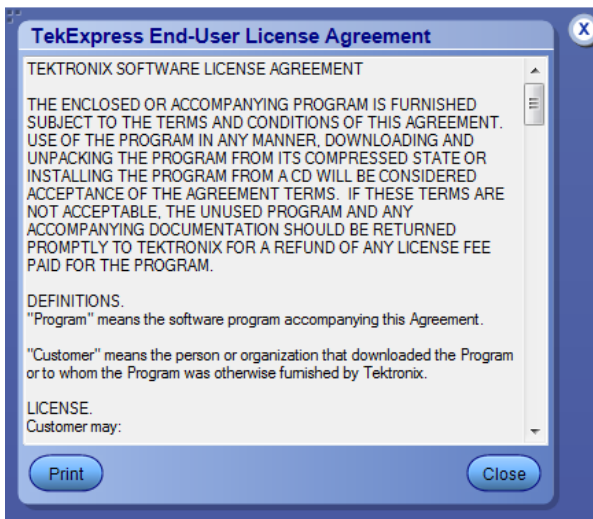 TekExpress End-User License Agreement
X
TEKTRONIX SOFTWARE LICENSE AGREEMENT
THE ENCLOSED OR ACCOMPANYING PROGRAM IS FURNISHED
SUBJECT TO THE TERMS AND CONDITIONS OF THIS AGREEMENT.
USE OF THE PROGRAM IN ANY MANNER, DOWNLOADING AND
UNPACKING THE PROGRAM FROM ITS COMPRESSED STATE OR
INSTALLING THE PROGRAM FROM A CD WILL BE CONSIDERED
ACCEPTANCE OF THE AGREEMENT TERMS.  IF THESE TERMS ARE
NOT ACCEPTABLE, THE UNUSED PROGRAM AND ANY
ACCOMPANYING DOCUMENTATION SHOULD BE RETURNED
PROMPTLY TO TEKTRONIX FOR A REFUND OF ANY LICENSE FEE
PAID FOR THE PROGRAM.
DEFINITIONS.
"Program" means the software program accompanying this Agreement.
"Customer" means the person or organization that downloaded the Program
or to whom the Program was otherwise furnished by Tektronix.
LICENSE.
Customer may:
Print
Close